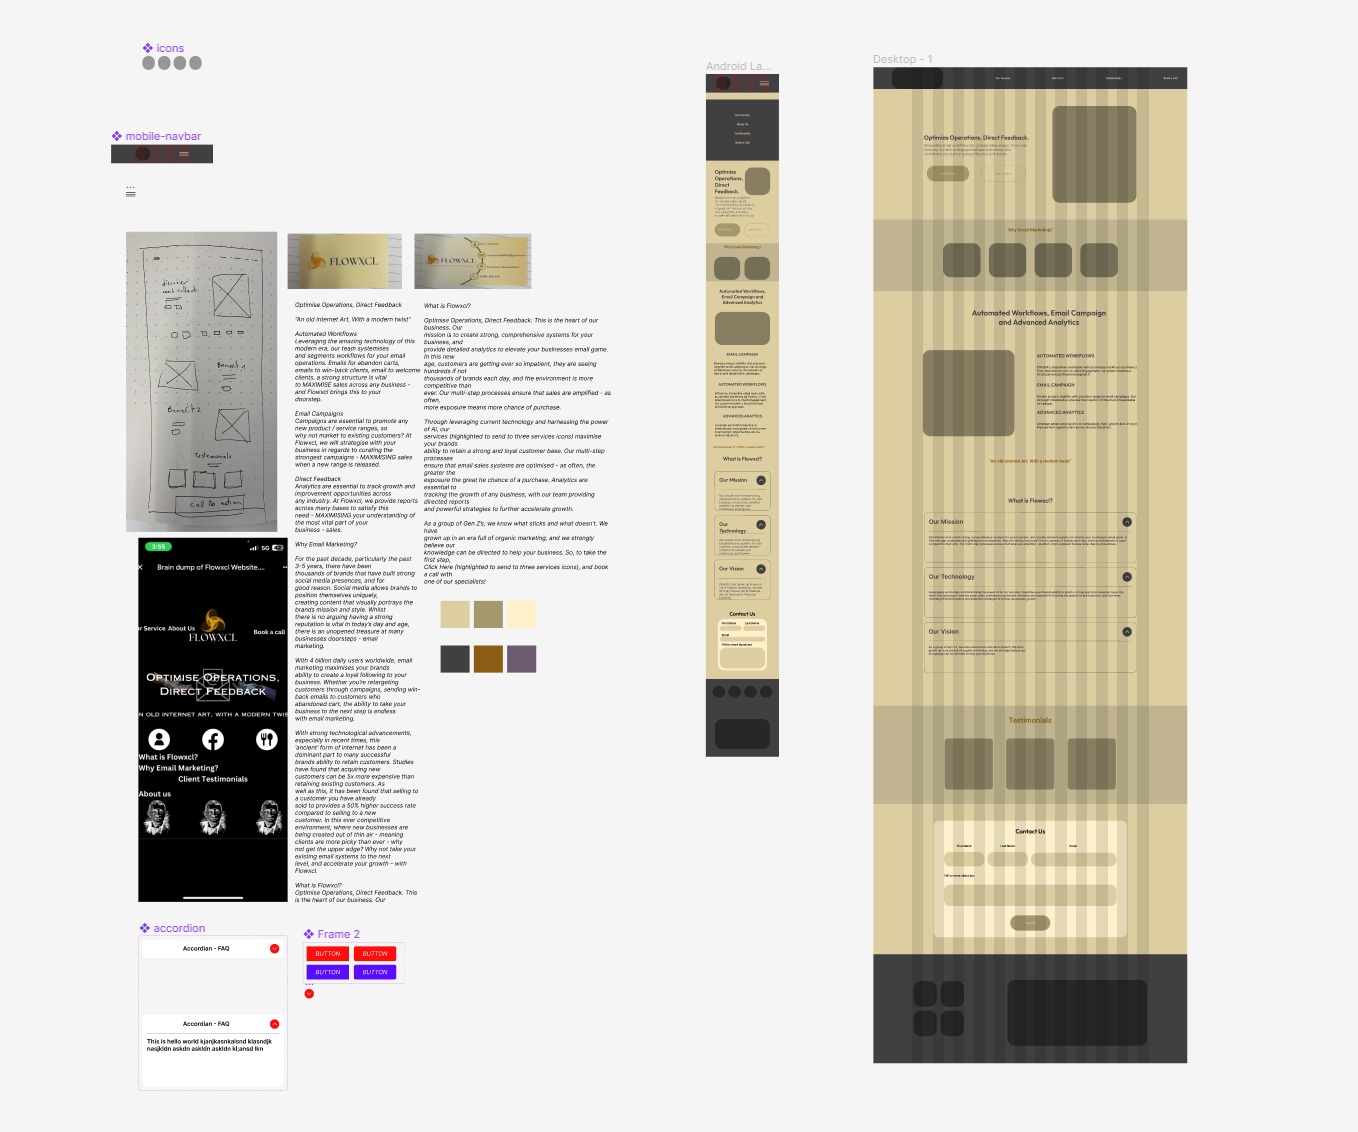 icons
mobile-navbar
Optimise Operations, Direct Feedback
"An old internet Art, With a modern twist"
Automated Workflows
Leveraging the amazing technology of this
modern era, our team systemises
and segments workflows for your email
operations. Emails for abandon carts,
emails to win-back clients, email to welcome
clients, a strong structure is vital
to MAXIMISE sales across any business -
and Flowxcl brings this to your
doorstep.
Email Campaigns
Campaigns are essential to promote any
new product / service ranges, so
why not market to existing customers? At
Flowxcl, we will strategise with your
business in regards to curating the
strongest campaigns - MAXIMISING sales
when a new range is released.
Direct Feedback
Analytics are essential to track growth and
improvement opportunities across
any industry. At Flowxcl, we provide reports
across many bases to satisfy this
need - MAXIMISING your understanding of
the most vital part of your
business - sales.
Why Email Marketing?
For the past decade, particularly the past
3-5 years, there have been
thousands of brands that have built strong
social media presences, and for
good reason. Social media allows brands to
position themselves uniquely,
creating content that visually portrays the
brands mission and style. Whilst
there is no arguing having a strong
reputation is vital in today's day and age,
there is an unopened treasure at many
businesses doorsteps - email
marketing.
With 4 billion daily users worldwide, email
marketing maximises your brands
ability to create a loyal following to your
business. Whether you're retargeting
customers through campaigns, sending win-
back emails to customers who
abandoned cart, the ability to take your
business to the next step is endless
with email marketing.
With strong technological advancements,
especially in recent times, this
'ancient' form of internet has been a
dominant part to many successful
brands ability to retain customers. Studies
have found that acquiring new
customers can be 5x more expensive than
retaining existing customers. As
well as this, it has been found that selling to
a customer you have already
sold to provides a 50% higher success rate
compared to selling to a new
customer. In this ever competitive
environment, where new businesses are
being created out of thin air - meaning
clients are more picky than ever - why
not get the upper edge? Why not take your
existing email systems to the next
level, and accelerate your growth - with
Flowxcl.
What is Flowxcl?
Optimise Operations, Direct Feedback. This
is the heart of our business. Our
What is Flowxcl?
Optimise Operations, Direct Feedback. This is the heart of our
business. Our
mission is to create strong, comprehensive systems for your
business, and
provide detailed analytics to elevate your businesses email game.
In this new
age, customers are getting ever so impatient, they are seeing
hundreds if not
thousands of brands each day, and the environment is more
competitive than
ever. Our multi-step processes ensure that sales are amplified - as
often,
more exposure means more chance of purchase.
Through leveraging current technology and harnessing the power
of AI, our
services (highlighted to send to three services icons) maximise
your brands
ability to retain a strong and loyal customer base. Our multi-step
processes
ensure that email sales systems are optimised - as often, the
greater the
exposure the great he chance of a purchase. Analytics are
essential to
tracking the growth of any business, with our team providing
directed reports
and powerful strategies to further accelerate growth.
As a group of Gen Z's, we know what sticks and what doesn't. We
have
grown up in an era full of organic marketing, and we strongly
believe our
knowledge can be directed to help your business. So, to take the
first step,
Click Here (highlighted to send to three services icons), and book
a call with
one of our specialists!
FLOWXCL
FLOWXCL
Benefit 1
Benefit 2
Testimonials
call to action
3:55
5G
Brain dump of Flowxcl Website....
r Service About Us
FLOWXCL
Book a call
OPTIMISE OPERATIONS,
DIRECT FEEDBACK
N OLD INTERNET ART, WITH A MODERN TWIS
What is Flowxcl?
Why Email Marketing?
Client Testimonials
About us
accordion
Accordian - FAQ
Accordian - FAQ
This is hello world kjanjkasnkalsnd klasndjk
nasjkldn askdn askldn askldn kl;ansd lkn
Frame 2
BUTTON BUTTON
BUTTON BUTTON
Android La...
Optimise
Operations,
Direct
Feedback.
Why Email Marketing?
Automated Workflows,
Email Campaign and
Advanced Analytics
EMAIL CAMPAIGN
AUTOMATED WORKFLOWS
ADVANCED ANAYTICS
What is Flowxcl?
Our Mission
Our
Technology
Our Vision
Contact Us
First Name Last Name
Email
Tell us more about you
Desktop - 1
Optimize Operations, Direct Feedback.
Why Email Marketing?
Automated Workflows, Email Campaign
and Advanced Analytics
AUTOMATED WORKFLOWS
EMAIL CAMPAIGN
ADVANCED ANAYTICS
"An old internet Art, With a modern twist"
What is Flowxcl?
Our Mission
Our Technology
Our Vision
Testimonials
Contact Us
First Name Last Name Email
Tell us more about you